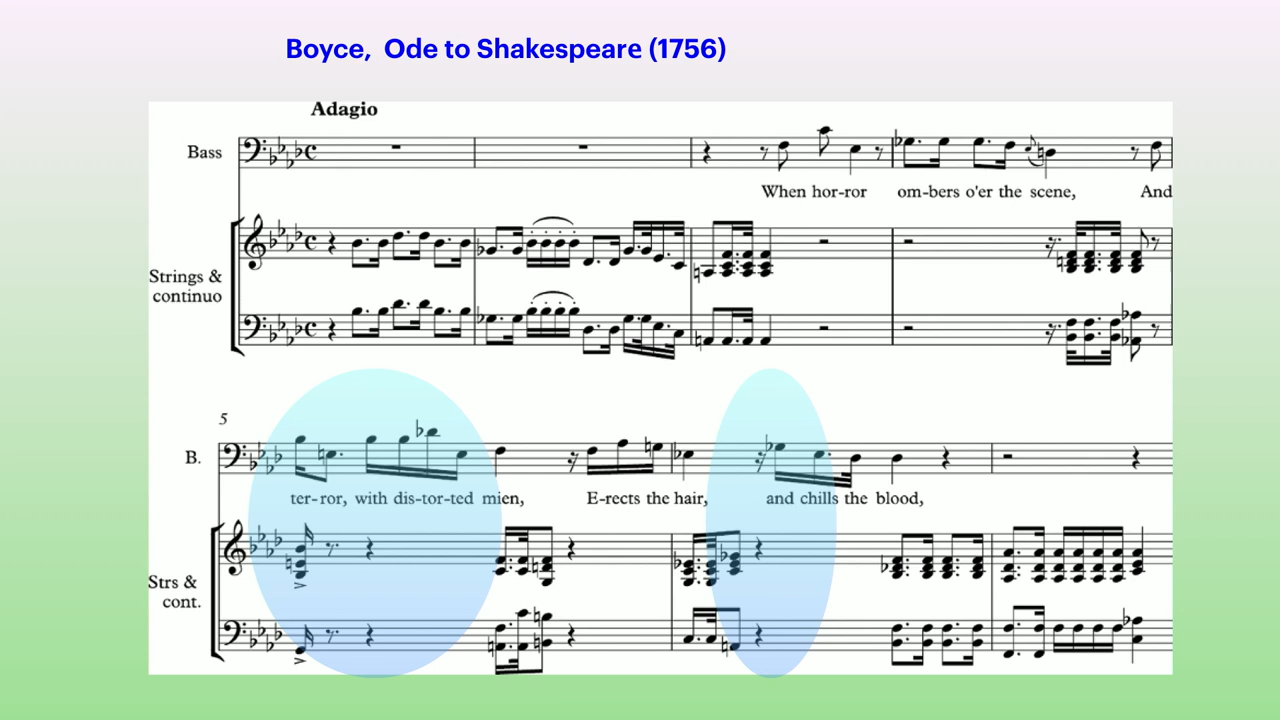 Boyce, Ode to Shakespeare (1756)
Adagio
Bass
When hor-ror om-bers o'er the scene, And
Strings &
continuo
5
B.
ter-ror, with dis-tor-ted mien, E-rects the hair, and chills the blood,
Strs &
cont.